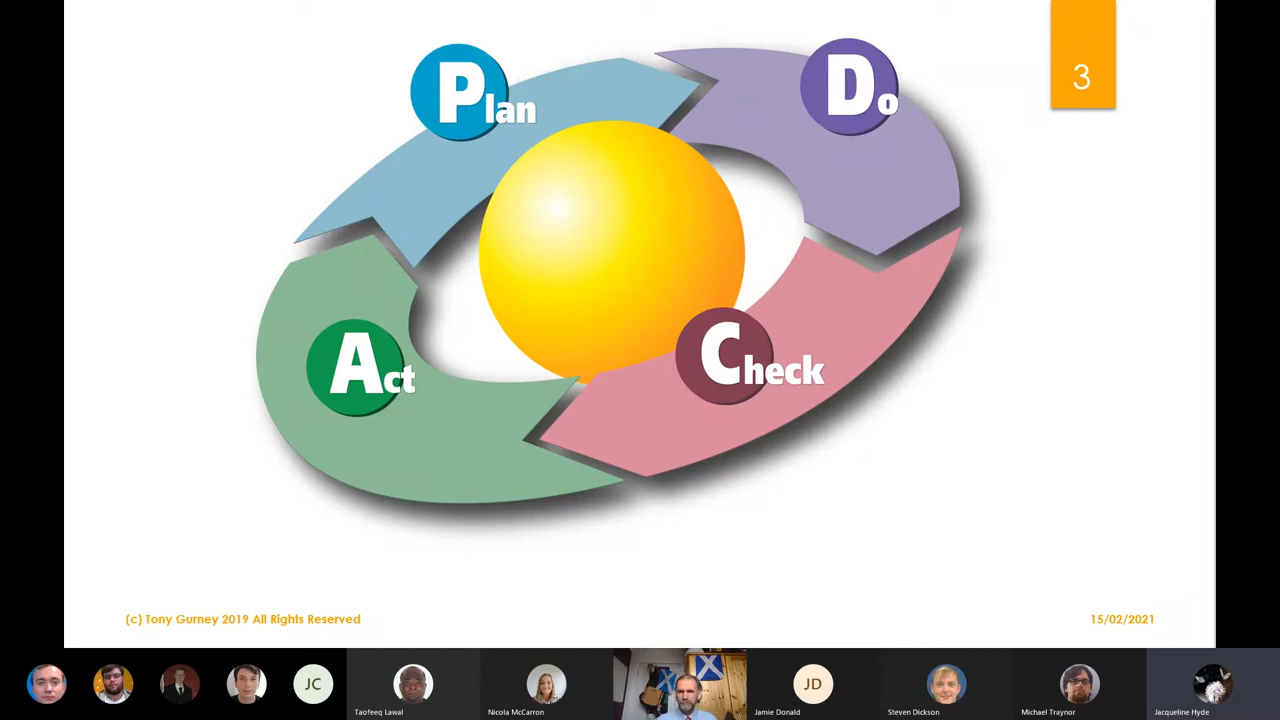 3
Plan
Do
Act
Check
(c) Tony Gurney 2019 All Rights Reserved
15/02/2021
JC
JD
Taofeeq Lawal
Nicola McCarron
Jamie Donald
Steven Dickson
Michael Traynor
Jacqueline Hyde